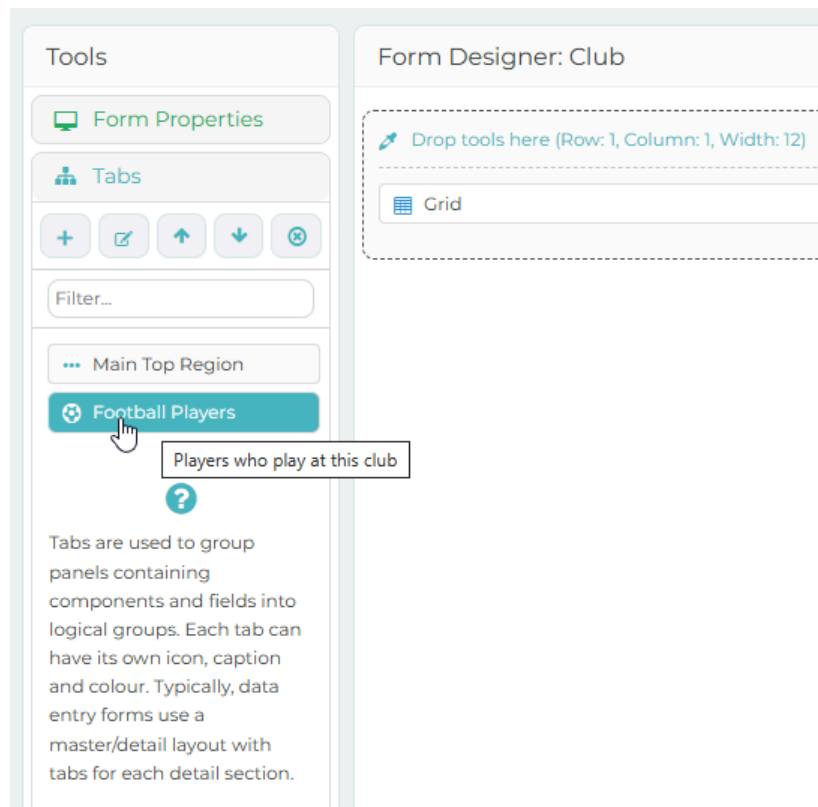 Tools
Form Properties
Tabs
Filter...
Main Top Region
Football Players
Players who play at this club
Tabs are used to group
panels containing
components and fields into
logical groups. Each tab can
have its own icon, caption
and colour. Typically, data
entry forms use a
master/detail layout with
tabs for each detail section.
Form Designer: Club
Drop tools here (Row: 1, Column: 1, Width: 12)
Grid